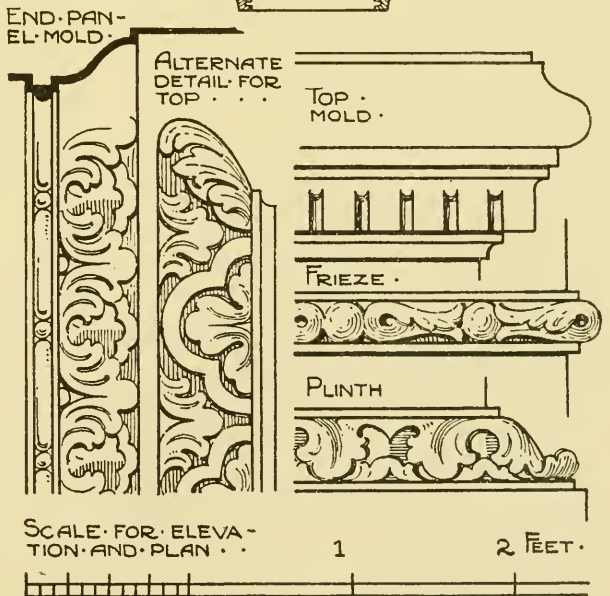 END·PAN-
EL·MOLD·
ALTERNATE
DETAIL·FOR
TOP · · ·
TOP ·
MOLD ·
FRIEZE ·
PLINTH
SCALE·FOR·ELEVA-
TION·AND·PLAN · ·
1
2 FEET ·